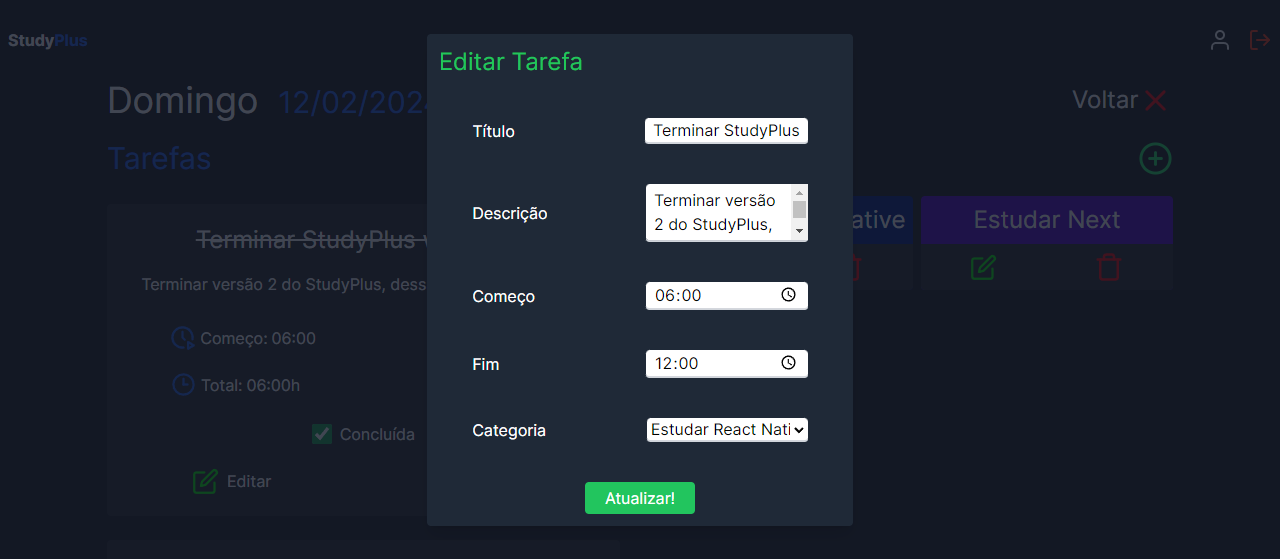 StudyPlus
Editar Tarefa
Domingo 12/02/202
Voltar
Tarefas
Título
Terminar StudyPlus
Descrição
Terminar versão
2 do StudyPlus,
Começo
06:00
Fim
12:00
Categoria
Estudar React Nati
Atualizar!
Terminar StudyPlus
Terminar versão 2 do StudyPlus, dess
Começo: 06:00
Total: 06:00h
Concluída
Editar
ative
Estudar Next